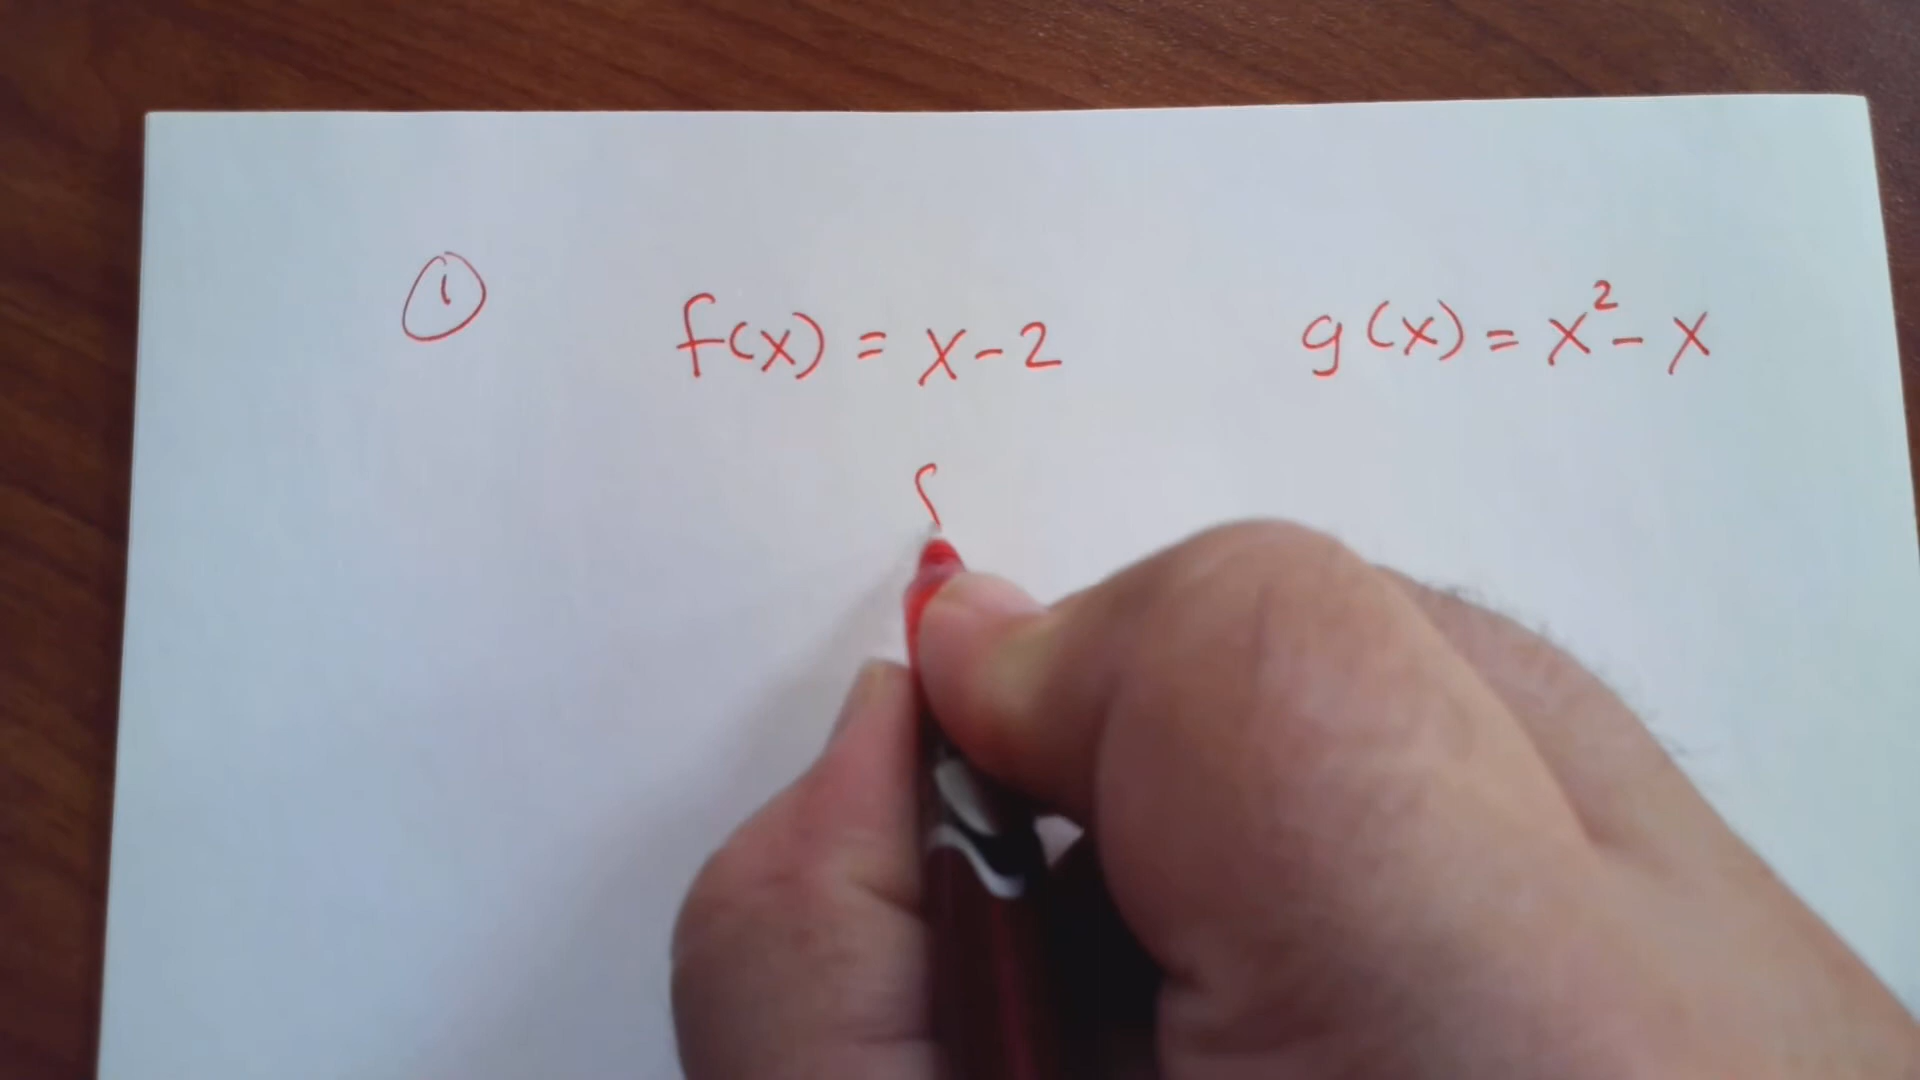 ① f(x) = x-2 g(x) = x²- x